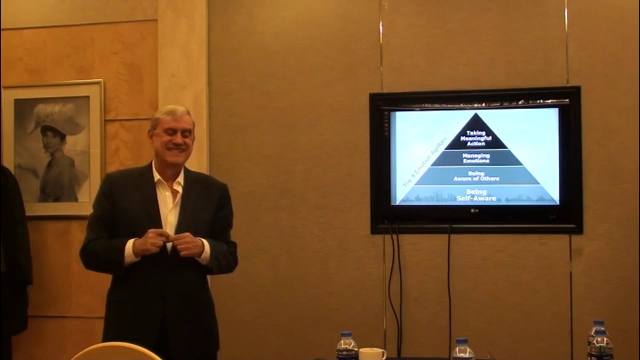 Taking
Meaningful
Action
Managing
Emotions
Being
Aware of Others
Being
Self-Aware
LG